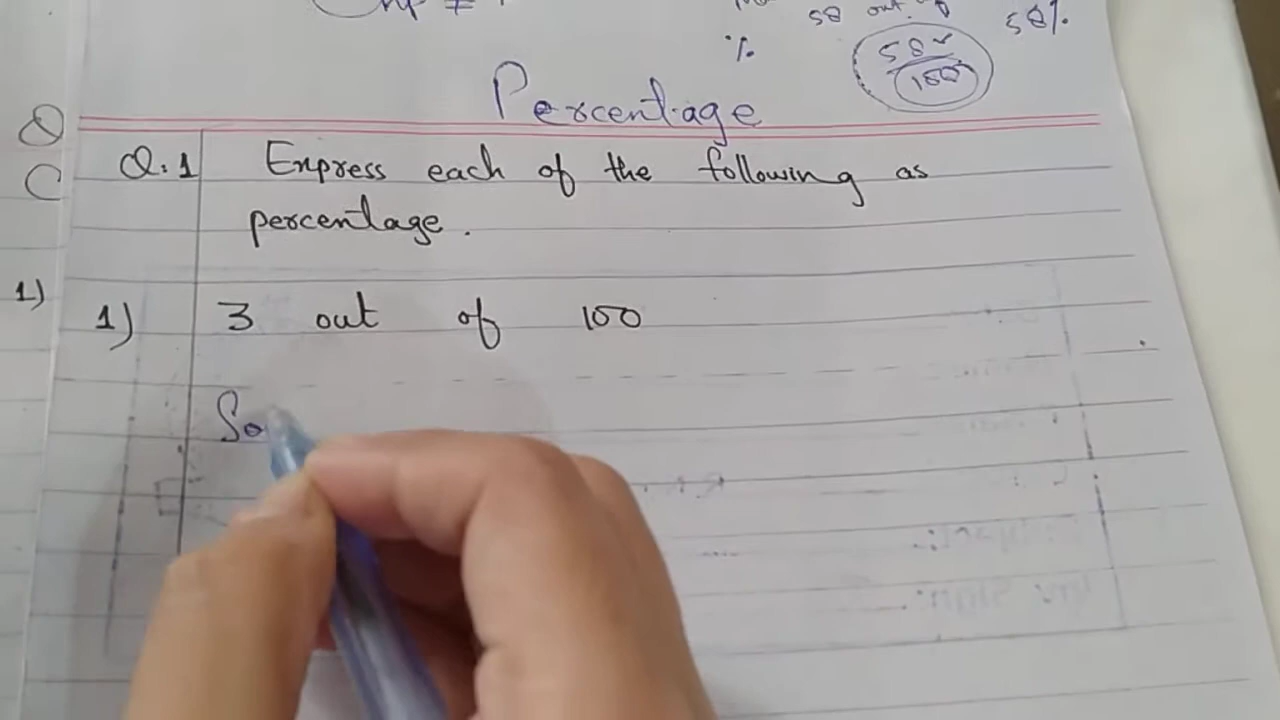 58 out
58%
%
58
100
Percentage
Q.1 Express each of the following as
percentage.
1)
1) 3 out of 100
So